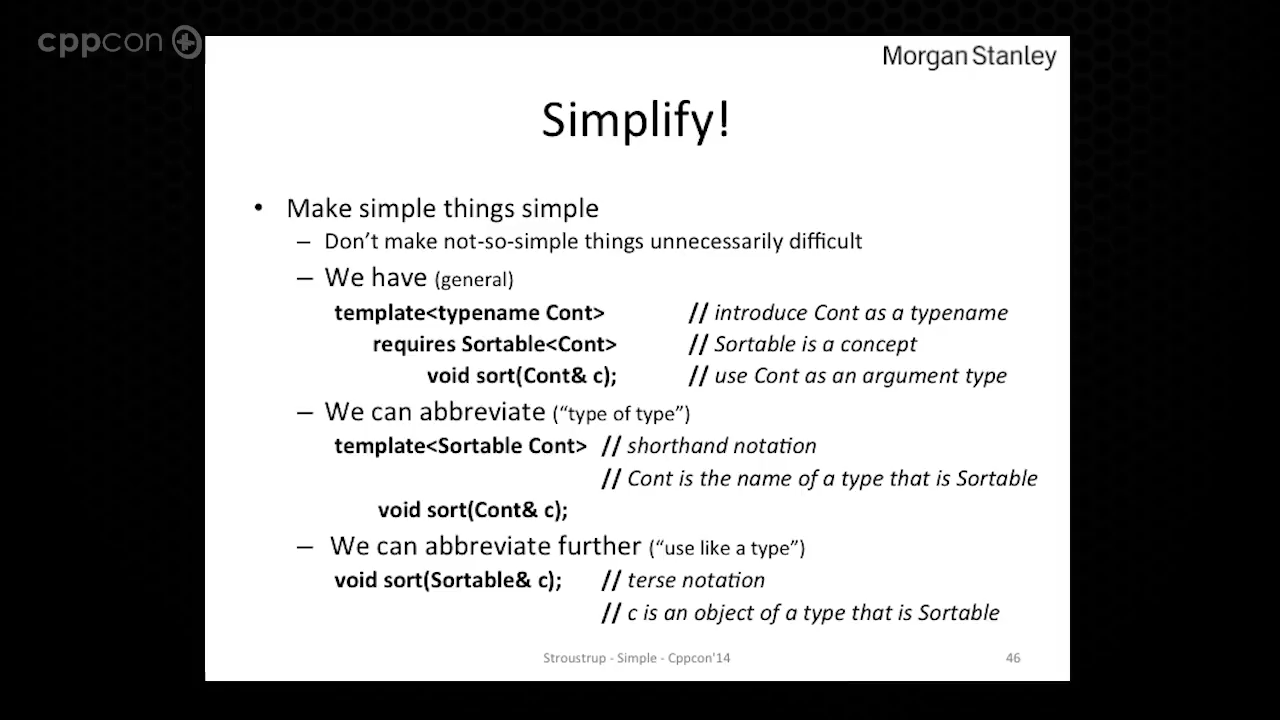 cppcon
Morgan Stanley
Simplify!
• Make simple things simple
– Don't make not-so-simple things unnecessarily difficult
– We have (general)
template<typename Cont> // introduce Cont as a typename
requires Sortable<Cont> // Sortable is a concept
void sort(Cont& c); // use Cont as an argument type
– We can abbreviate (“type of type”)
template<Sortable Cont> // shorthand notation
// Cont is the name of a type that is Sortable
void sort(Cont& c);
– We can abbreviate further (“use like a type”)
void sort(Sortable& c); // terse notation
// c is an object of a type that is Sortable
Stroustrup - Simple - Cppcon'14 46